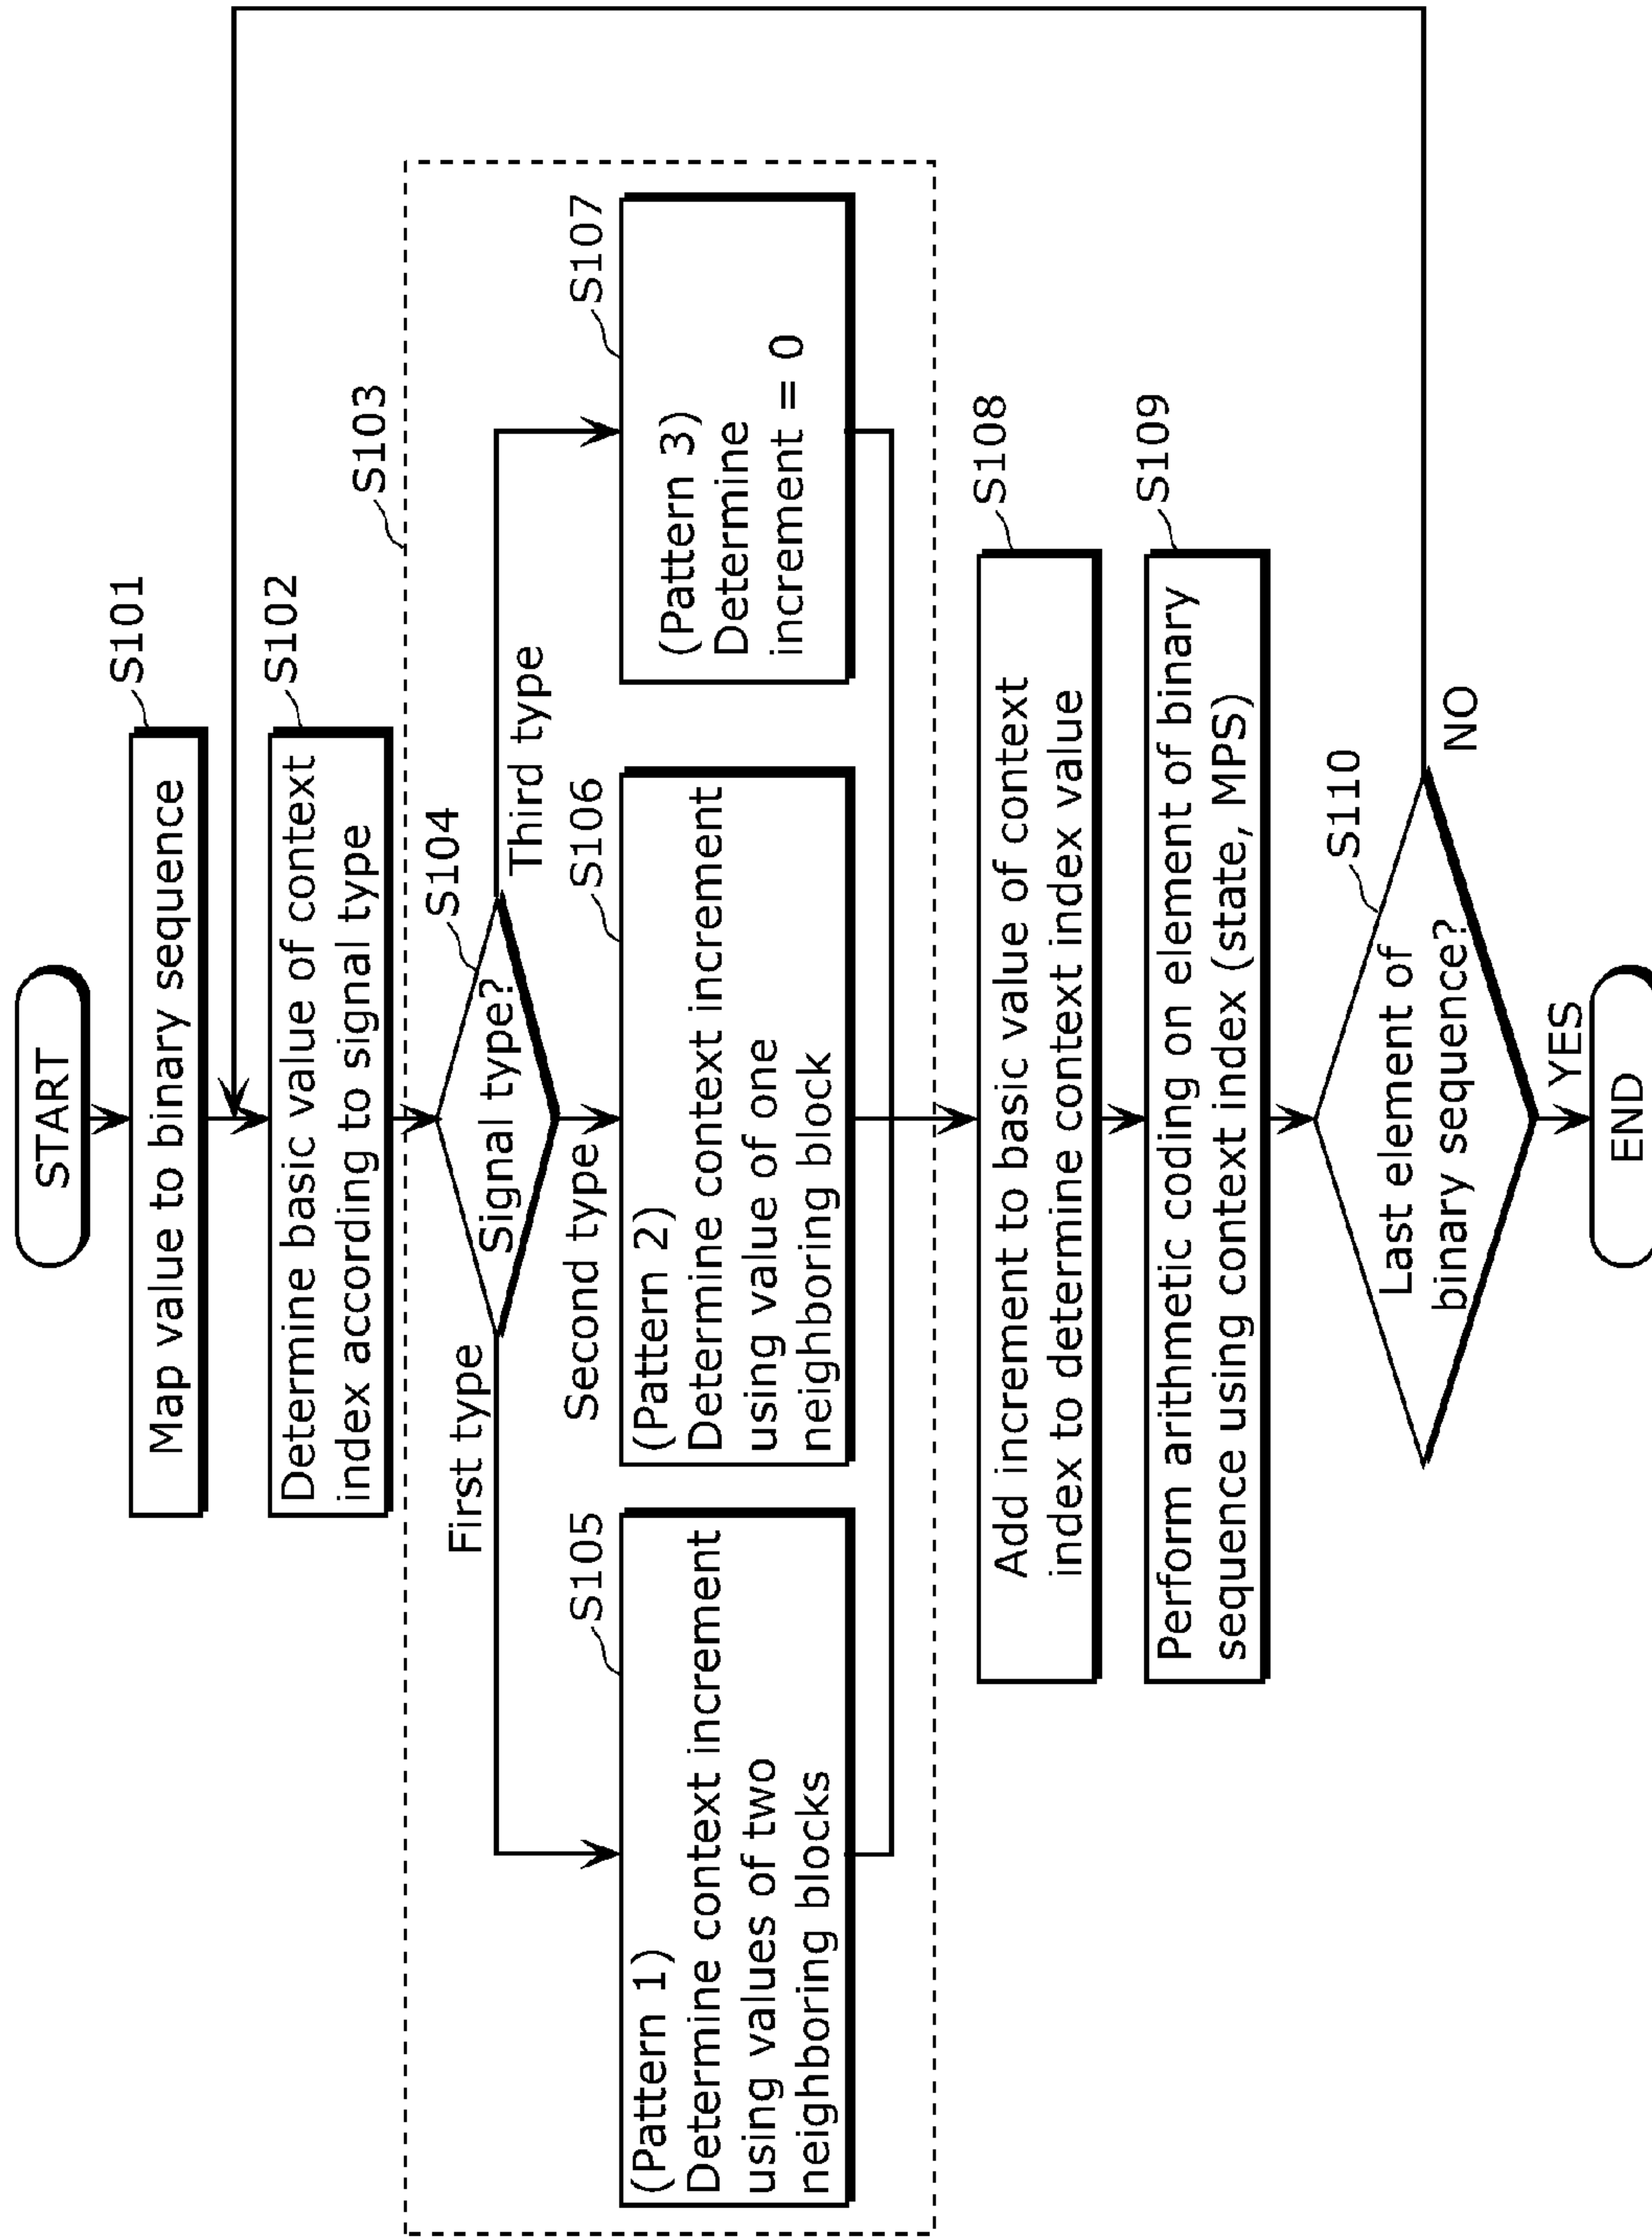 START
S101
Map value to binary sequence
S102
Determine basic value of context
index according to signal type
S103
S104
Signal type?
First type
Second type
Third type
S105
(Pattern 1)
Determine context increment
using values of two
neighboring blocks
S106
(Pattern 2)
Determine context increment
using value of one
neighboring block
S107
(Pattern 3)
Determine
increment = 0
S108
Add increment to basic value of context
index to determine context index value
S109
Perform arithmetic coding on element of binary
sequence using context index (state, MPS)
S110
Last element of
binary sequence?
NO
YES
END